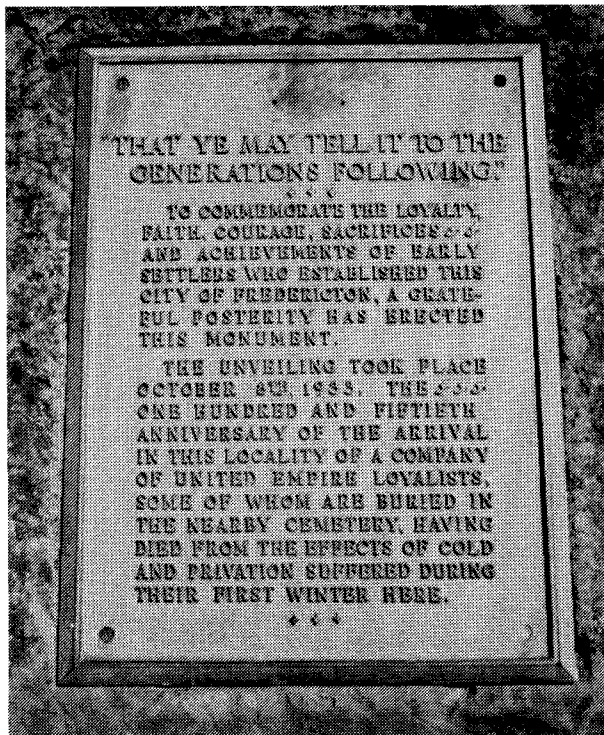 "THAT YE MAY TELL IT TO THE
GENERATIONS FOLLOWING."
TO COMMEMORATE THE LOYALTY,
FAITH, COURAGE, SACRIFICES
AND ACHIEVEMENTS OF EARLY
SETTLERS WHO ESTABLISHED THIS
CITY OF FREDERICTON, A GRATE-
FUL POSTERITY HAS ERECTED
THIS MONUMENT.
THE UNVEILING TOOK PLACE
OCTOBER 1933. THE
ONE HUNDRED AND FIFTIETH
ANNIVERSARY OF THE ARRIVAL
IN THIS LOCALITY OF A COMPANY
OF UNITED EMPIRE LOYALISTS,
SOME OF WHOM ARE BURIED IN
THE NEARBY CEMETERY, HAVING
DIED FROM THE EFFECTS OF COLD
AND PRIVATION SUFFERED DURING
THEIR FIRST WINTER HERE.